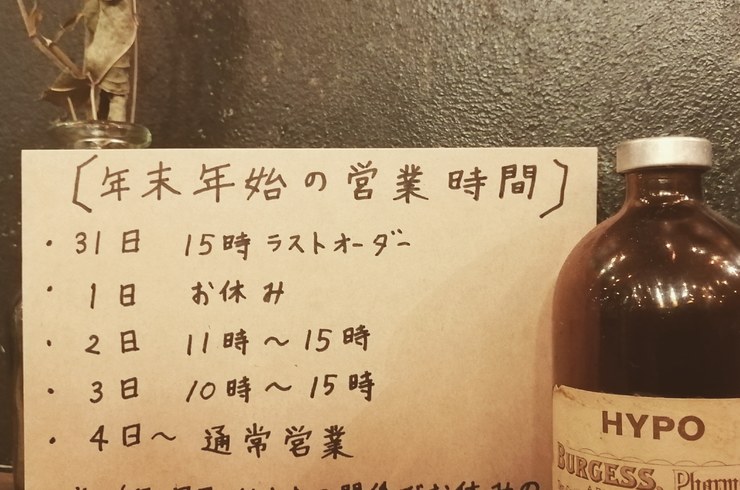 〔年末年始の営業時間〕
・31日 15時 ラストオーダー
・1日 お休み
・2日 11時〜15時
・3日 10時〜15時
・4日〜 通常営業
HYPO
BURGESS, Pharm